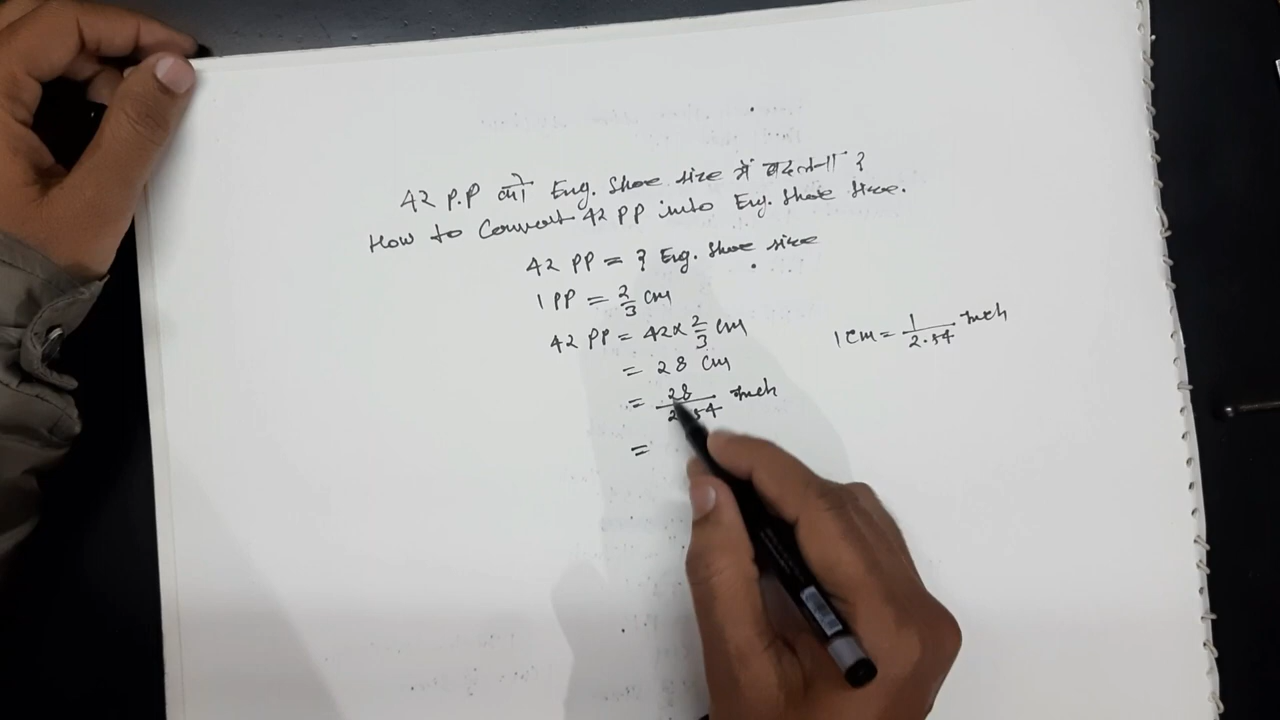 42 P.P को Eng. Shoe size में बदलना ?
How to Convert 42 PP into Eng. Shoe Size.
42 PP = ? Eng. Shoe size
1 PP = 2/3 cm
42 PP = 42 x 2/3 cm
= 28 cm
= 28/2.54 Inch
=
1 cm = 1/2.54 Inch